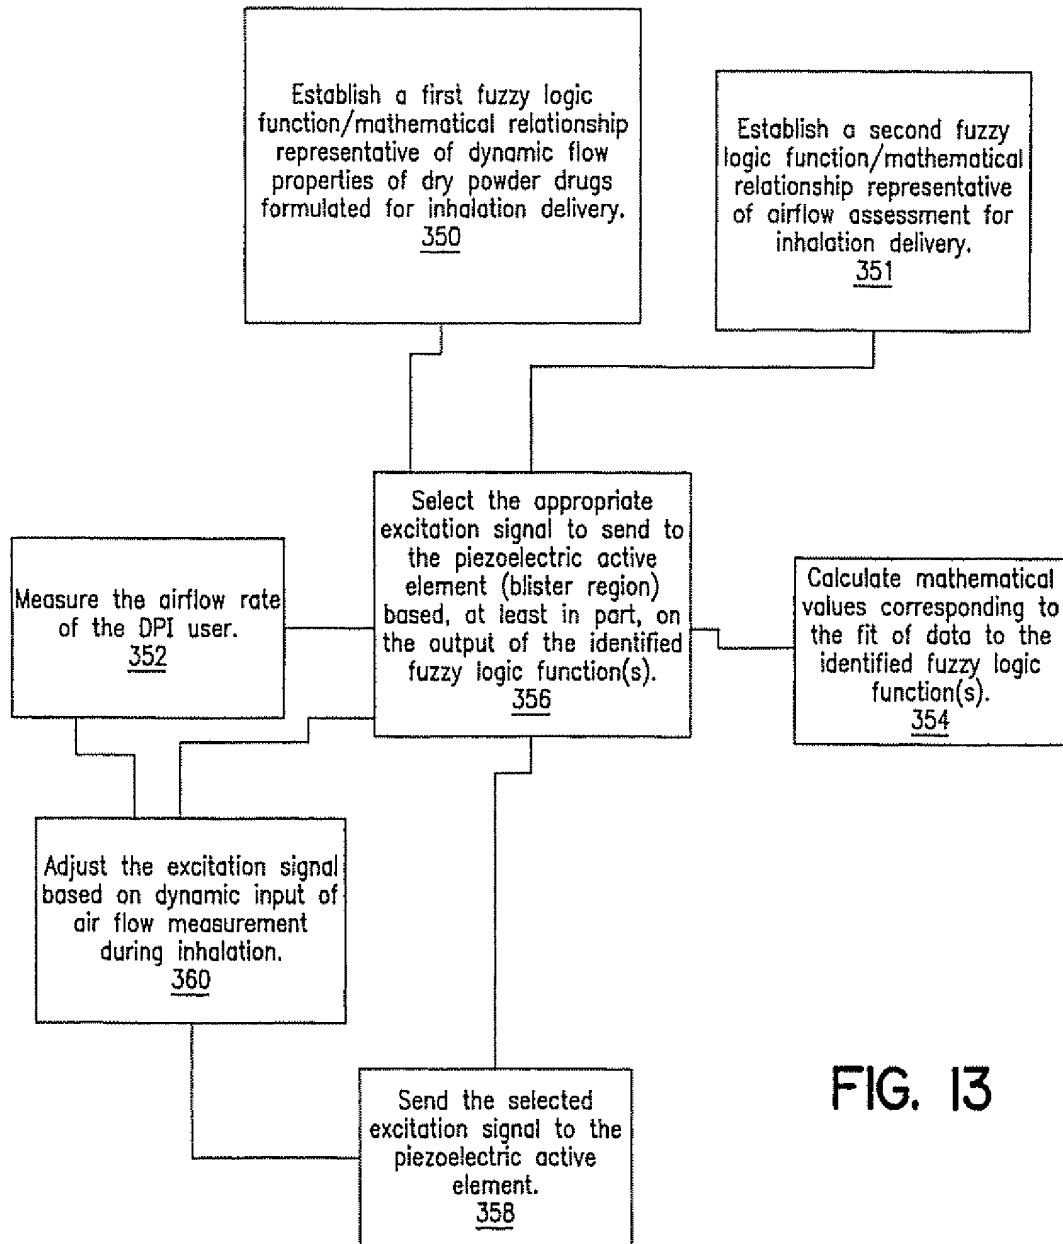 Establish a first fuzzy logic
function/mathematical relationship
representative of dynamic flow
properties of dry powder drugs
formulated for inhalation delivery.
350
Establish a second fuzzy
logic function/mathematical
relationship representative
of airflow assessment for
inhalation delivery.
351
Select the appropriate
excitation signal to send to
the piezoelectric active
element (blister region)
based, at least in part, on
the output of the identified
fuzzy logic function(s).
356
Measure the airflow rate
of the DPI user.
352
Calculate mathematical
values corresponding to
the fit of data to the
identified fuzzy logic
function(s).
354
Adjust the excitation signal
based on dynamic input of
air flow measurement
during inhalation.
360
Send the selected
excitation signal to the
piezoelectric active
element.
358
FIG. 13